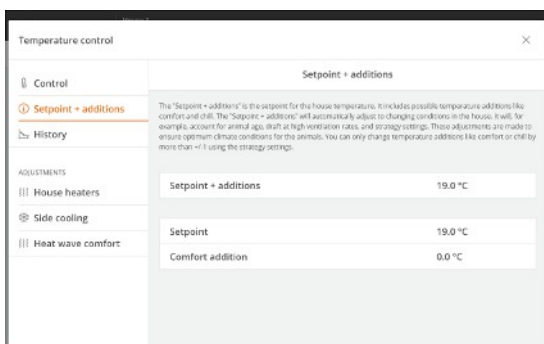 Temperature control
Setpoint + additions
Control
Setpoint + additions
The "Setpoint + additions" is the setpoint for the house temperature. It includes possible temperature additions like
comfort and chill. The "Setpoint + additions" will automatically adjust to changing conditions in the house. It will, for
example, account for animal age, draft at high ventilation rates, and strategy settings. These adjustments are made to
ensure optimum climate conditions for the animals. You can only change temperature additions like comfort or chill by
more than +/-1 using the strategy settings.
History
ADJUSTMENTS
House heaters
Side cooling
Heat wave comfort
Setpoint + additions 19.0 °C
Setpoint 19.0 °C
Comfort addition 0.0 °C